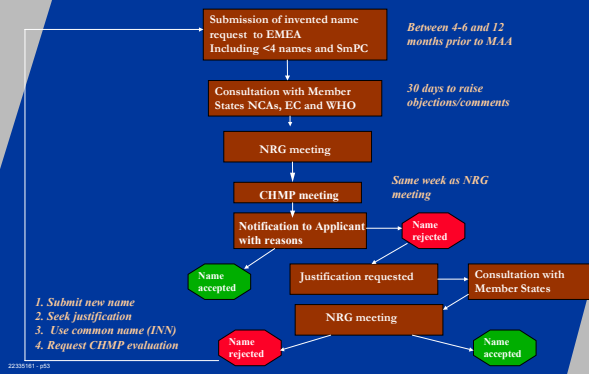 Submission of invented name
request to EMEA
Including <4 names and SmPC
Between 4-6 and 12
months prior to MAA
Consultation with Member
States NCAs, EC and WHO
30 days to raise
objections/comments
NRG meeting
CHMP meeting
Same week as NRG
meeting
Notification to Applicant
with reasons
Name
rejected
Name
accepted
Justification requested
Consultation with
Member States
NRG meeting
1. Submit new name
2. Seek justification
3. Use common name (INN)
4. Request CHMP evaluation
Name
rejected
Name
accepted
22335161 - p53